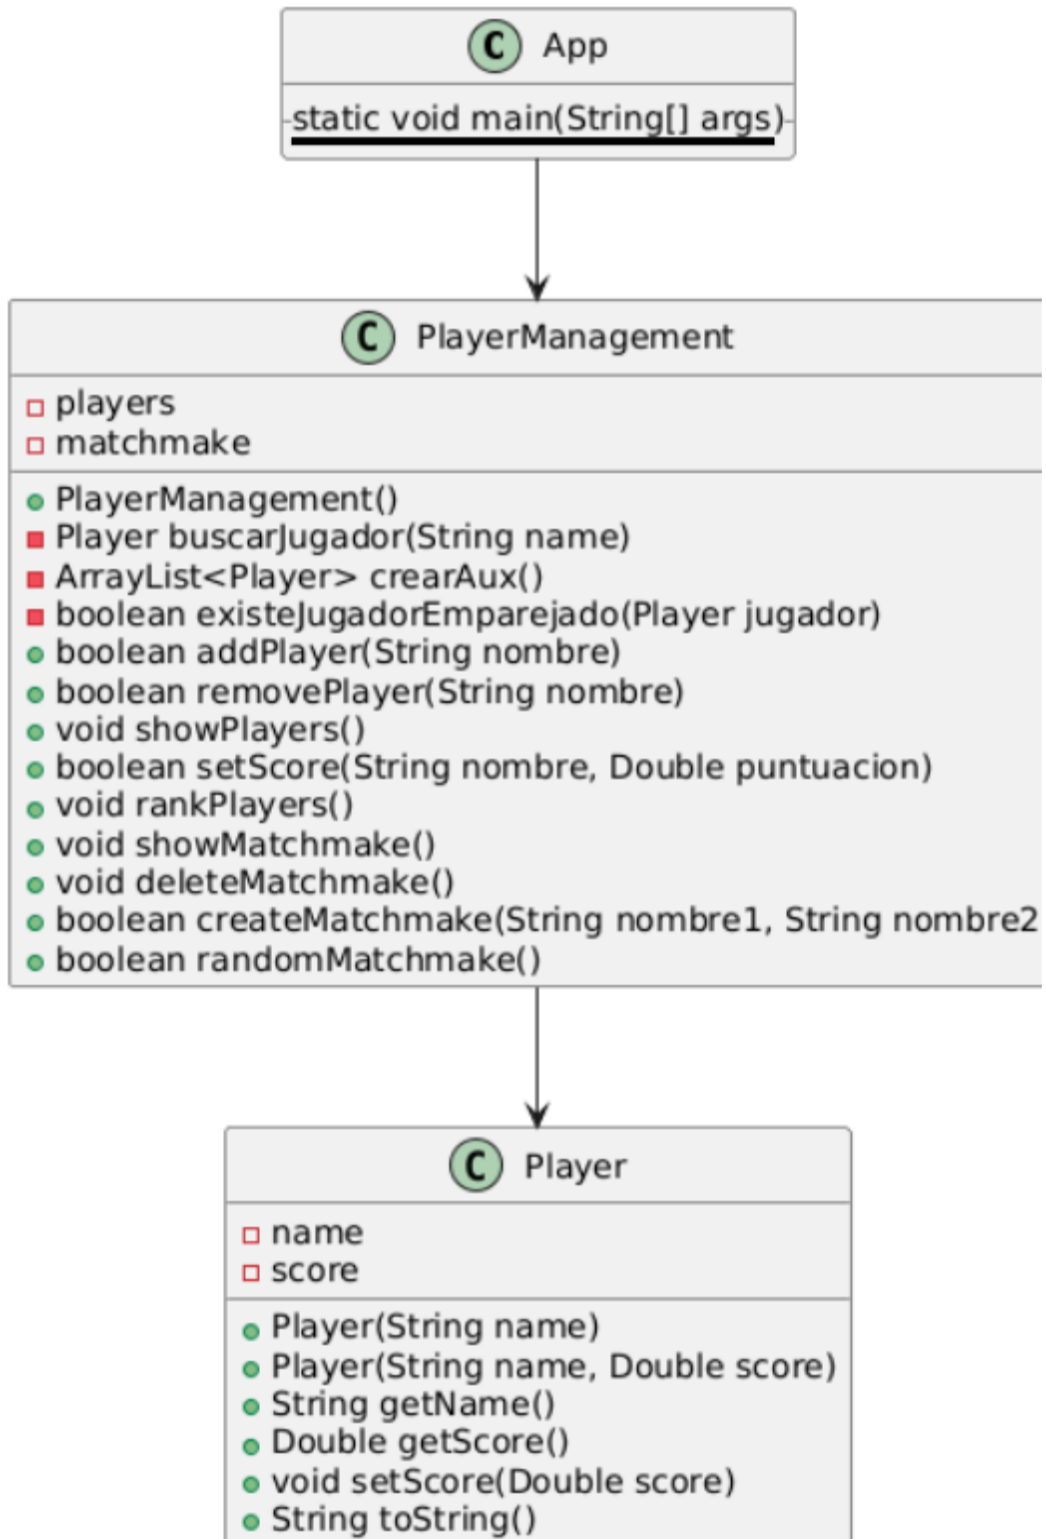 C App
static void main(String[] args)
C PlayerManagement
players
matchmake
PlayerManagement()
Player buscarJugador(String name)
ArrayList<Player> crearAux()
boolean existeJugadorEmparejado(Player jugador)
boolean addPlayer(String nombre)
boolean removePlayer(String nombre)
void showPlayers()
boolean setScore(String nombre, Double puntuacion)
void rankPlayers()
void showMatchmake()
void deleteMatchmake()
boolean createMatchmake(String nombre1, String nombre2
boolean randomMatchmake()
C Player
name
score
Player(String name)
Player(String name, Double score)
String getName()
Double getScore()
void setScore(Double score)
String toString()